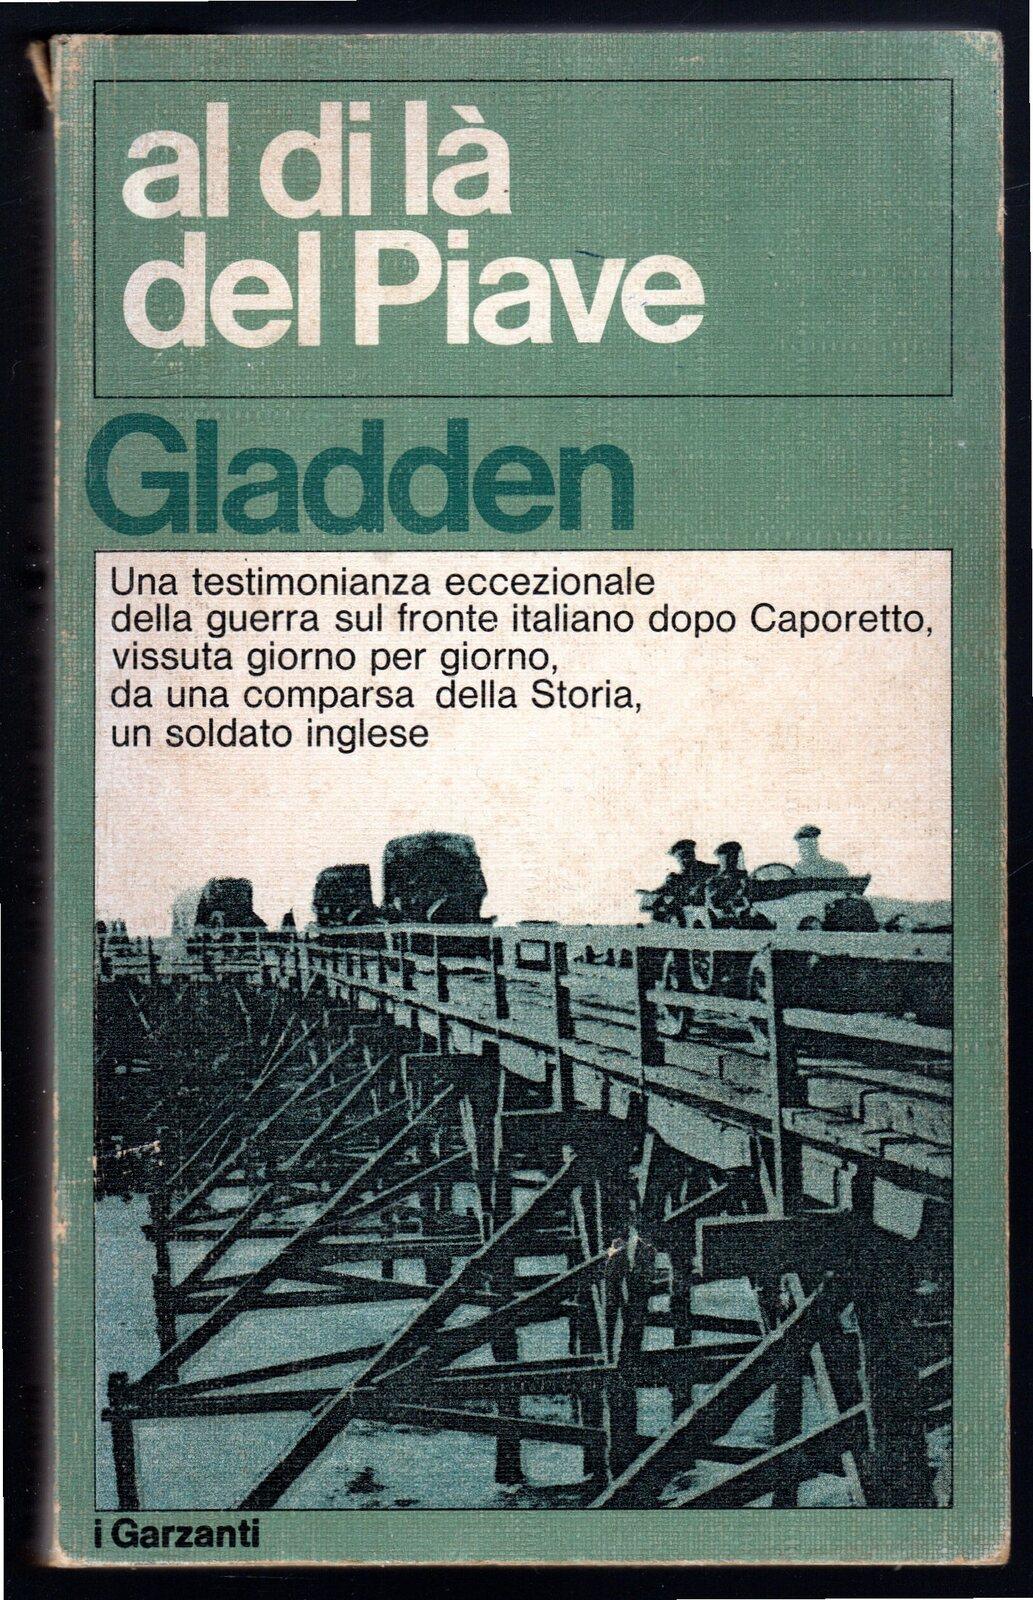 al di là
del Piave
Gladden
Una testimonianza eccezionale
della guerra sul fronte italiano dopo Caporetto,
vissuta giorno per giorno,
da una comparsa della Storia,
un soldato inglese
i Garzanti